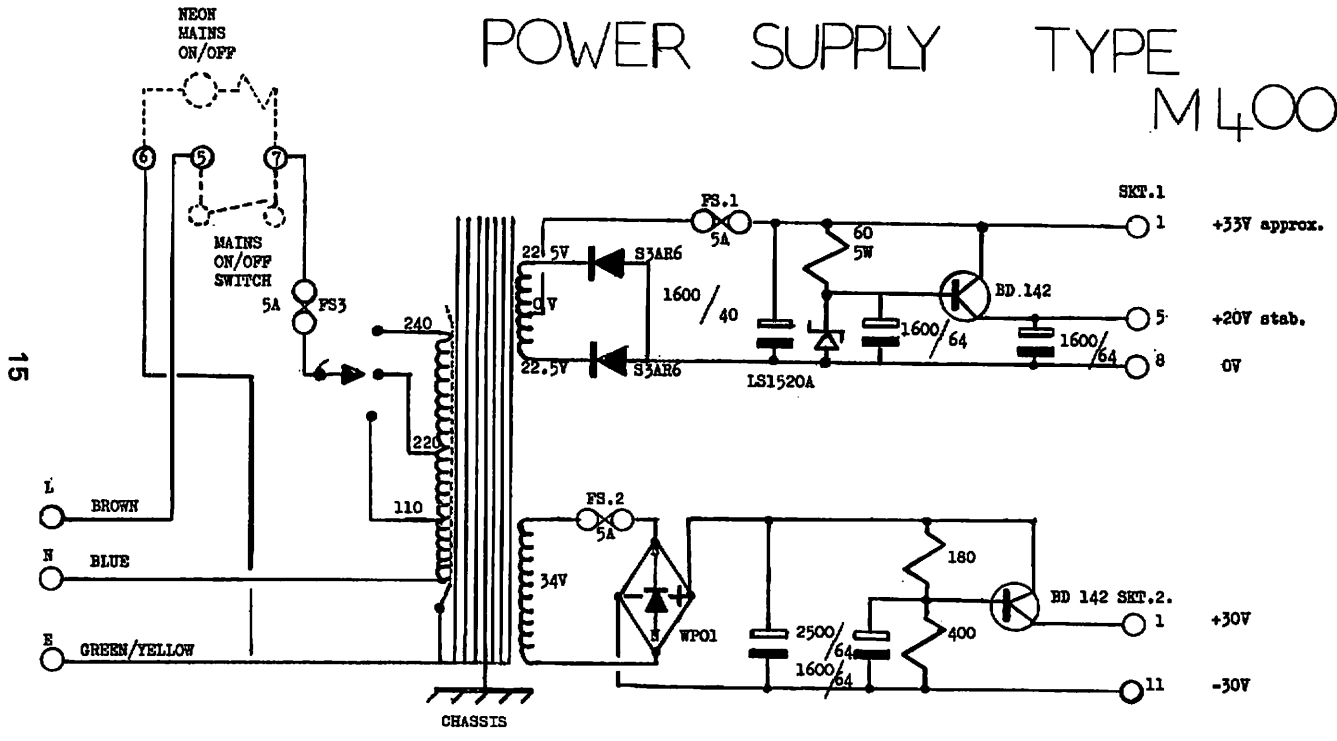 POWER SUPPLY TYPE
M400
NEON
MAINS
ON/OFF
6
5
7
MAINS
ON/OFF
SWITCH
5A
FS3
240
220
110
L
BROWN
N
BLUE
E
GREEN/YELLOW
CHASSIS
22.5V
0V
22.5V
S3AR6
S3AR6
FS.1
5A
1600/40
60
5W
LS1520A
1600/64
BD.142
1600/64
SKT.1
1 +33V approx.
5 +20V stab.
8 0V
34V
FS.2
5A
N
WP01
2500/64
1600/64
180
400
BD 142 SKT.2.
1 +30V
11 -30V
15